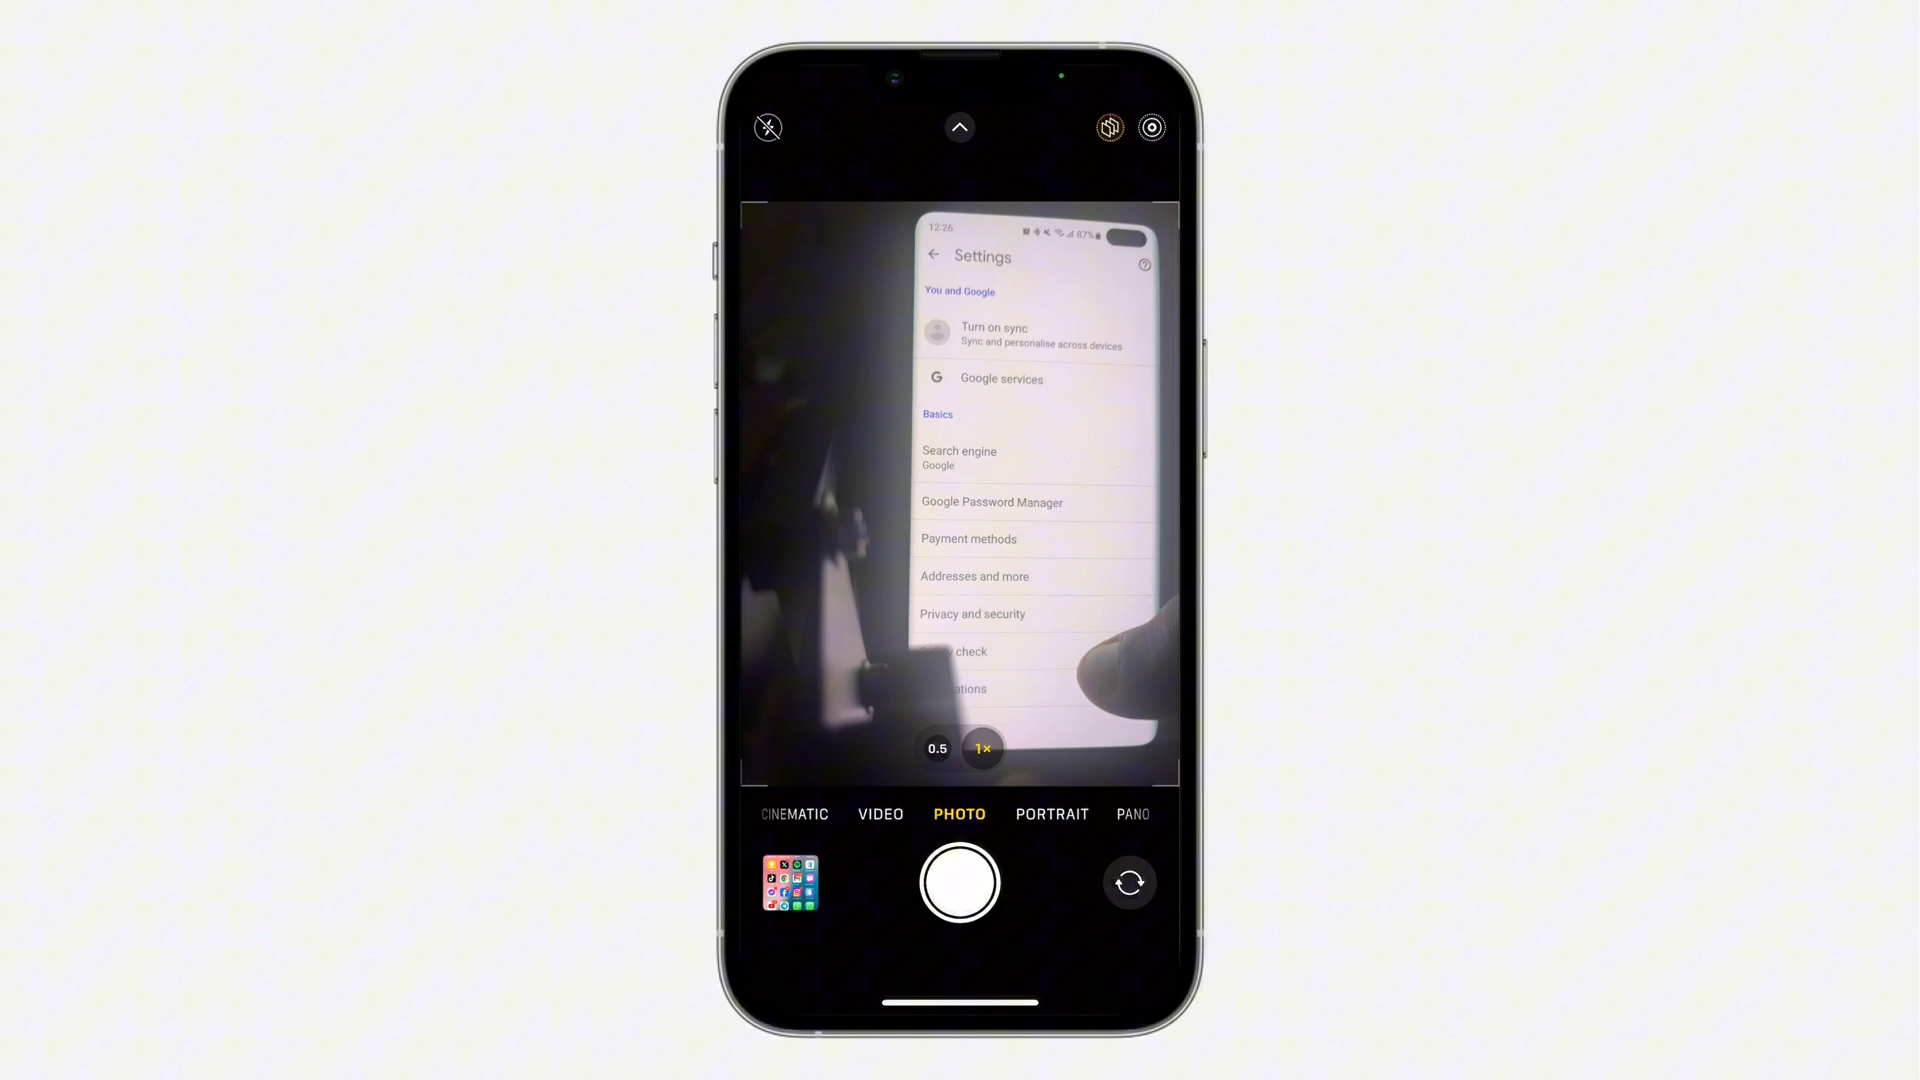 12:26
87%
Settings
You and Google
Turn on sync
Sync and personalise across devices
G
Google services
Basics
Search engine
Google
Google Password Manager
Payment methods
Addresses and more
Privacy and security
check
ations
0.5
1×
CINEMATIC
VIDEO
PHOTO
PORTRAIT
PANO